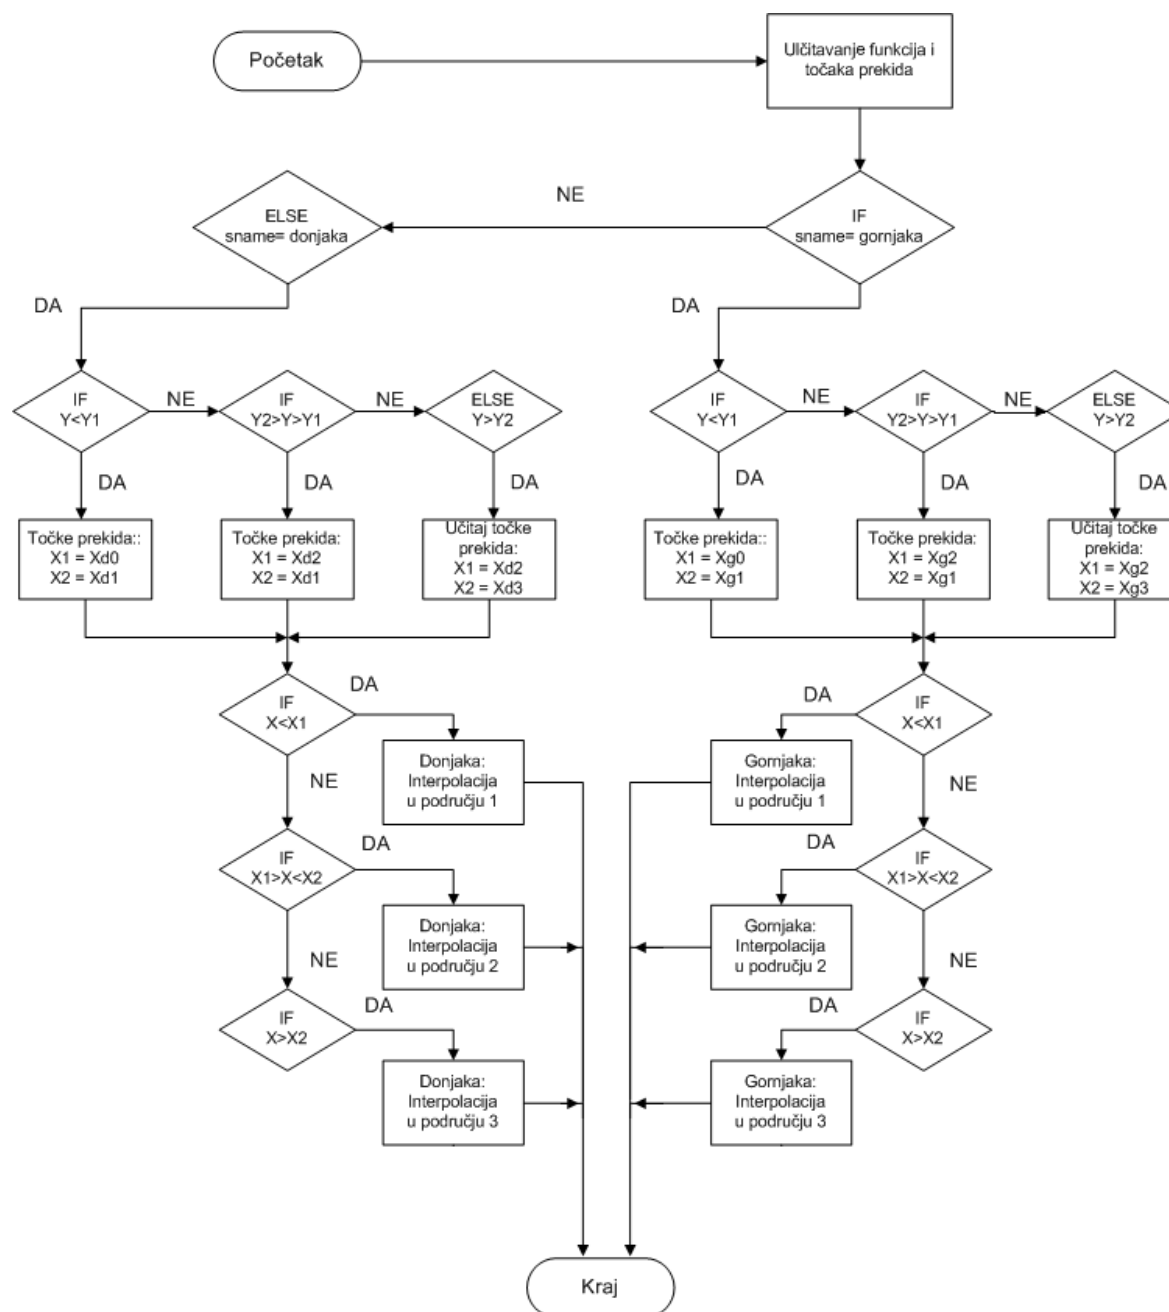 Početak
Ulčitavanje funkcija i
točaka prekida
NE
ELSE
sname= donjaka
IF
sname= gornjaka
DA
DA
IF
Y<Y1
NE
IF
Y2>Y>Y1
NE
ELSE
Y>Y2
IF
Y<Y1
NE
IF
Y2>Y>Y1
NE
ELSE
Y>Y2
DA
DA
DA
DA
DA
DA
Točke prekida::
X1 = Xd0
X2 = Xd1
Točke prekida:
X1 = Xd2
X2 = Xd1
Učitaj točke
prekida:
X1 = Xd2
X2 = Xd3
Točke prekida::
X1 = Xg0
X2 = Xg1
Točke prekida:
X1 = Xg2
X2 = Xg1
Učitaj točke
prekida:
X1 = Xg2
X2 = Xg3
IF
X<X1
DA
DA
IF
X<X1
Donjaka:
Interpolacija
u području 1
Gornjaka:
Interpolacija
u području 1
NE
NE
IF
X1>X<X2
DA
DA
IF
X1>X<X2
Donjaka:
Interpolacija
u području 2
Gornjaka:
Interpolacija
u području 2
NE
NE
IF
X>X2
DA
DA
IF
X>X2
Donjaka:
Interpolacija
u području 3
Gornjaka:
Interpolacija
u području 3
Kraj